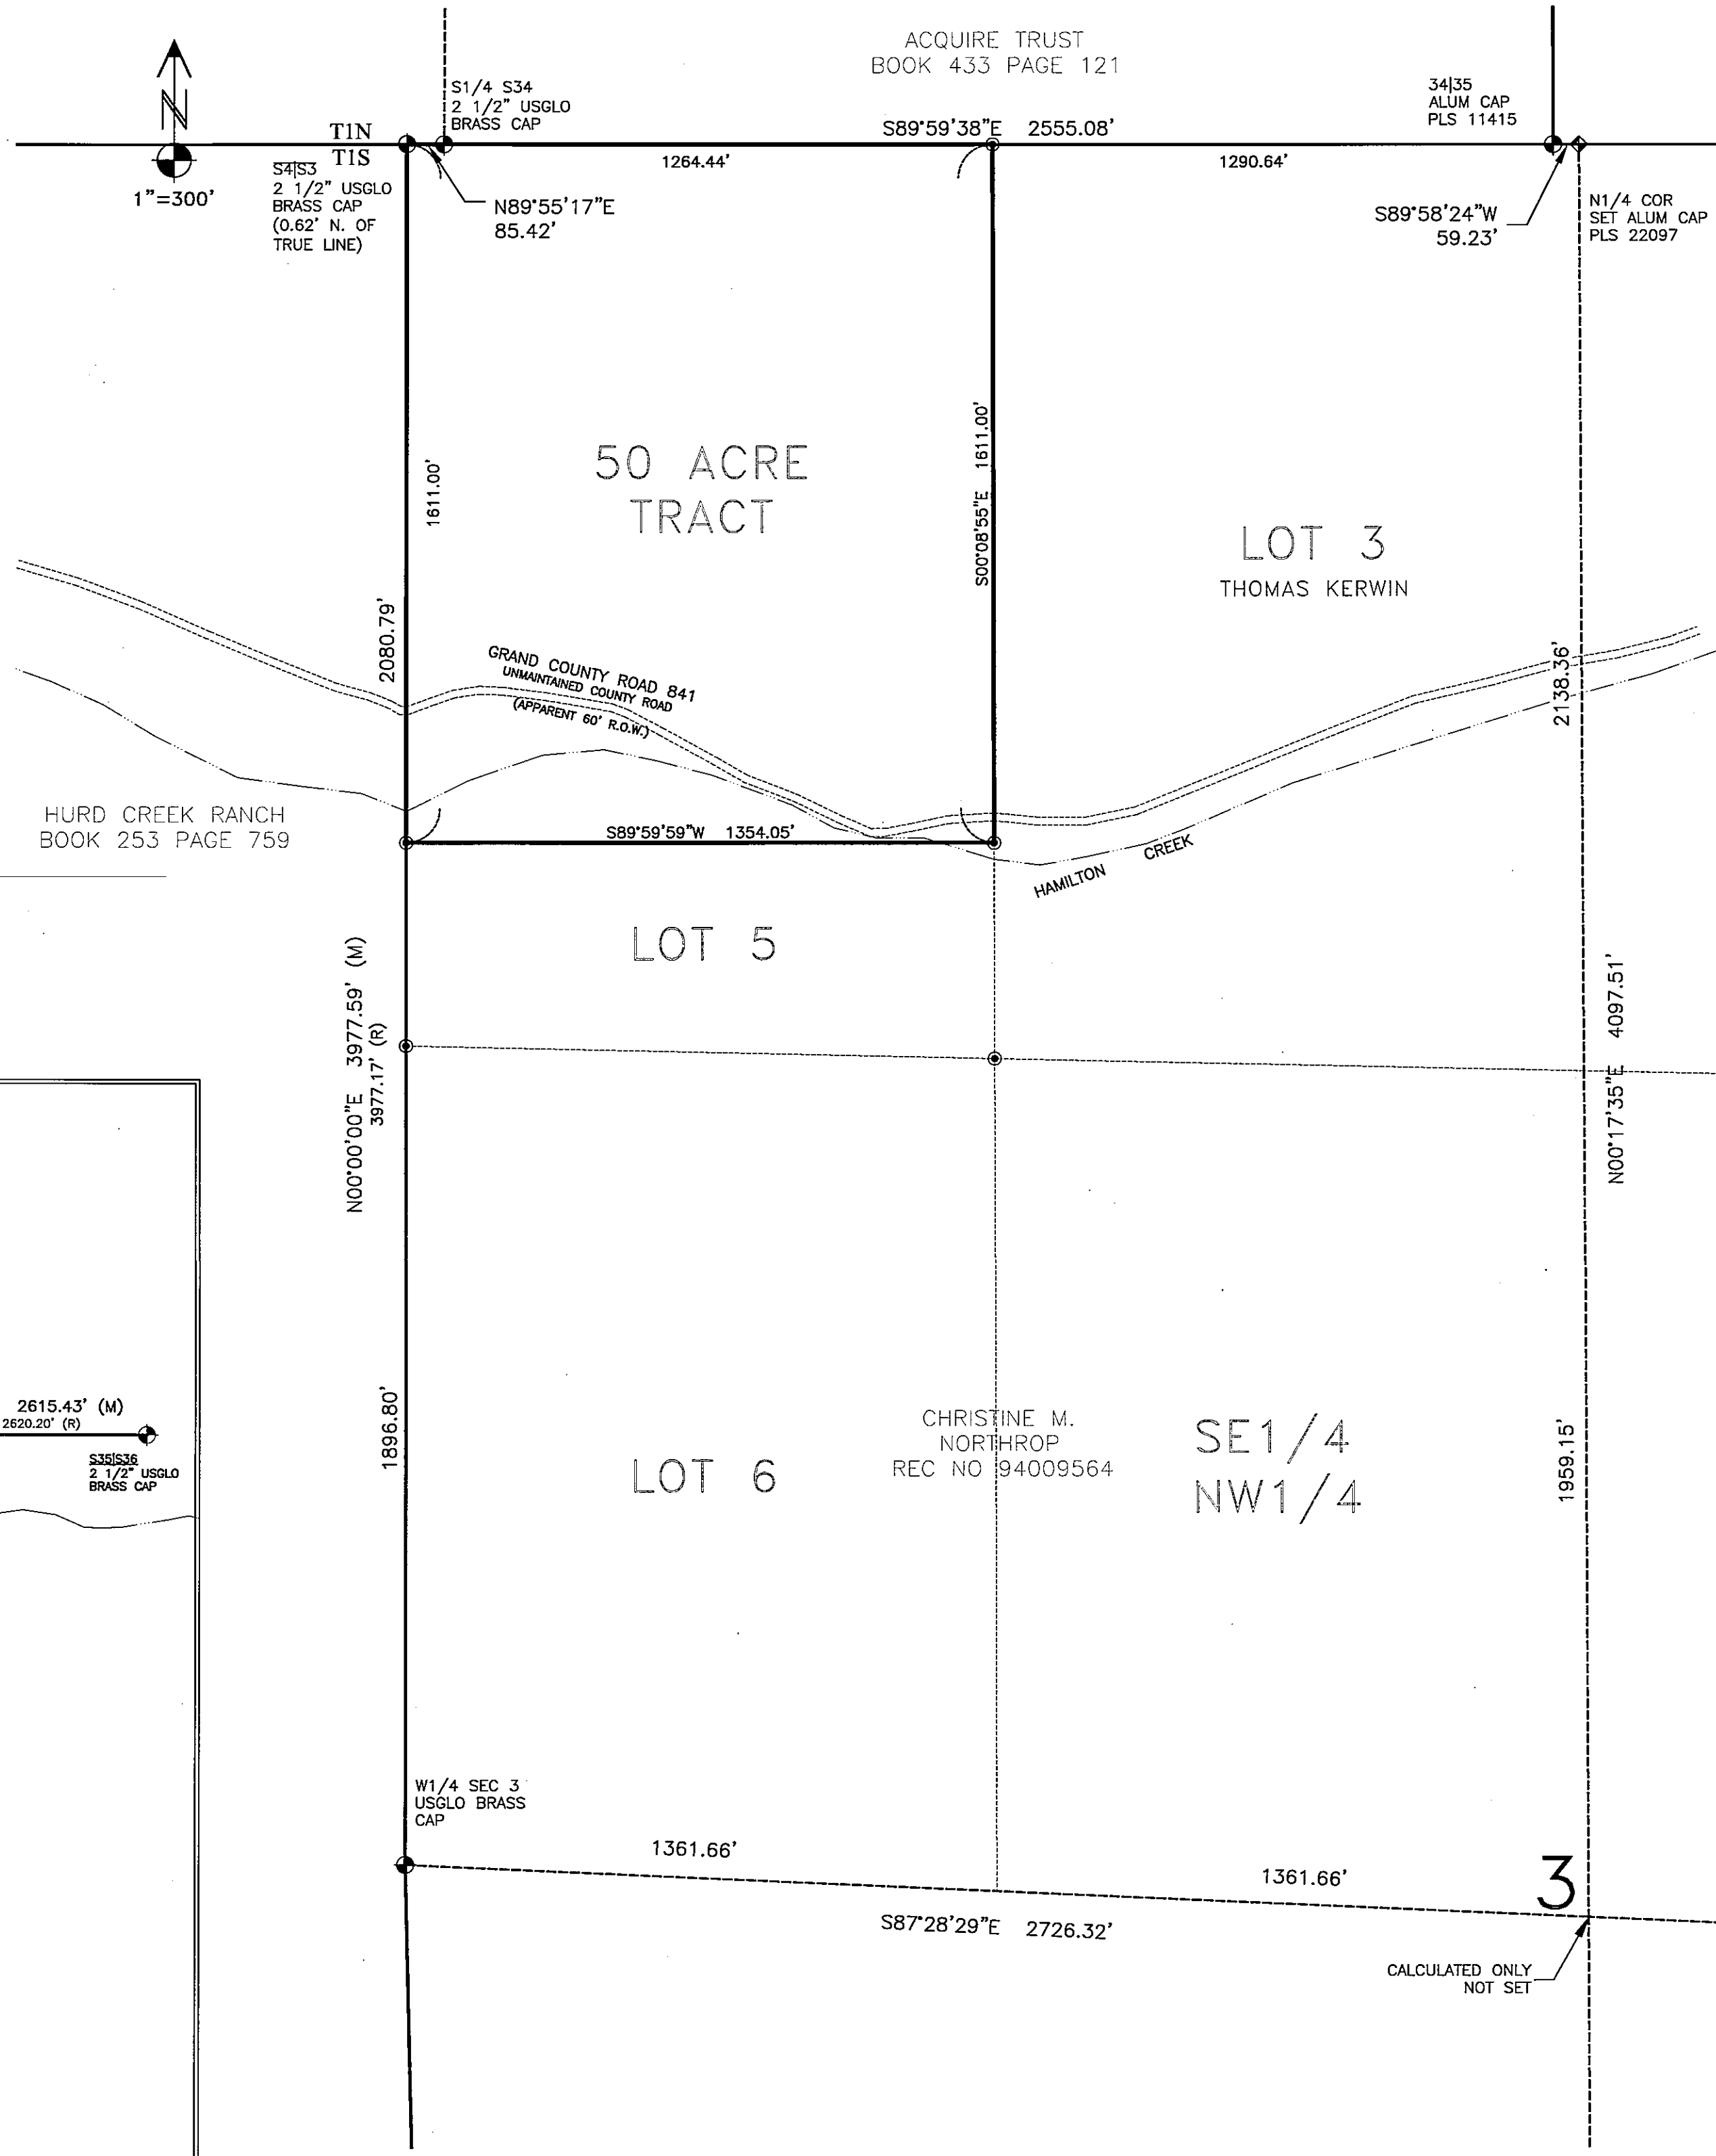 ACQUIRE TRUST
BOOK 433 PAGE 121
N
1"=300'
S1/4 S34
2 1/2" USGLO
BRASS CAP
T1N
T1S
S4|S3
2 1/2" USGLO
BRASS CAP
(0.62' N. OF
TRUE LINE)
S89°59'38"E 2555.08'
1264.44'
1290.64'
34|35
ALUM CAP
PLS 11415
N89°55'17"E
85.42'
S89°58'24"W
59.23'
N1/4 COR
SET ALUM CAP
PLS 22097
50 ACRE
TRACT
1611.00'
S00°08'55"E 1611.00'
LOT 3
THOMAS KERWIN
2080.79'
2138.36'
GRAND COUNTY ROAD 841
UNMAINTAINED COUNTY ROAD
(APPARENT 60' R.O.W.)
HURD CREEK RANCH
BOOK 253 PAGE 759
S89°59'59"W 1354.05'
HAMILTON CREEK
LOT 5
N00°00'00"E 3977.59' (M)
3977.17' (R)
N00°17'35"E 4097.51'
2615.43' (M)
2620.20' (R)
S35|S36
2 1/2" USGLO
BRASS CAP
1896.80'
LOT 6
CHRISTINE M.
NORTHROP
REC NO 94009564
SE1/4
NW1/4
1959.15'
W1/4 SEC 3
USGLO BRASS
CAP
1361.66'
1361.66'
3
S87°28'29"E 2726.32'
CALCULATED ONLY
NOT SET